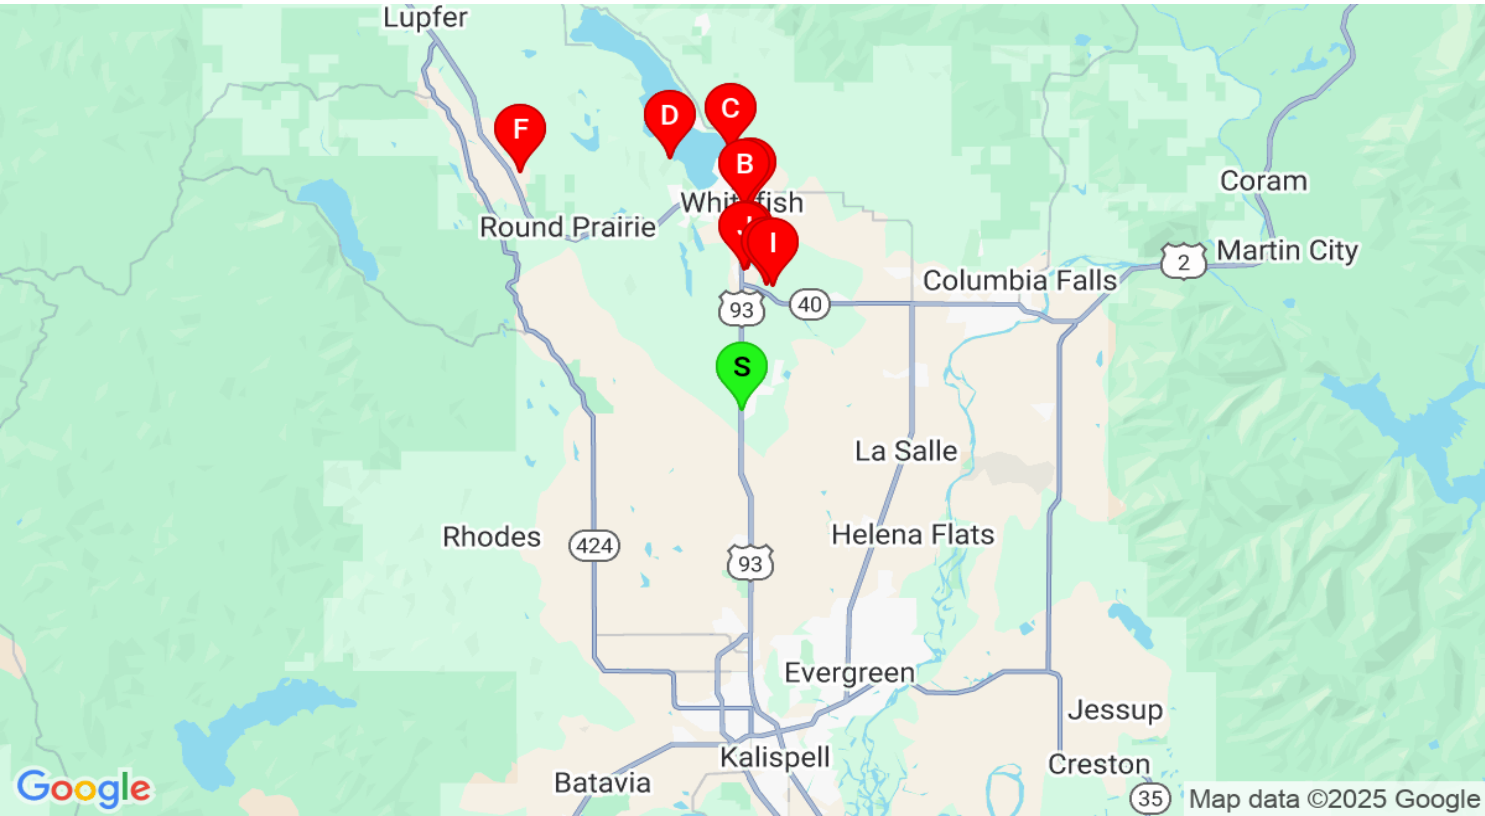 Lupfer
C
D
F
B
Coram
Whitefish
Round Prairie
J
I
Martin City
2
Columbia Falls
93
40
S
La Salle
Rhodes
Helena Flats
424
93
Evergreen
Jessup
Kalispell
Creston
Batavia
Google
35
Map data ©2025 Google